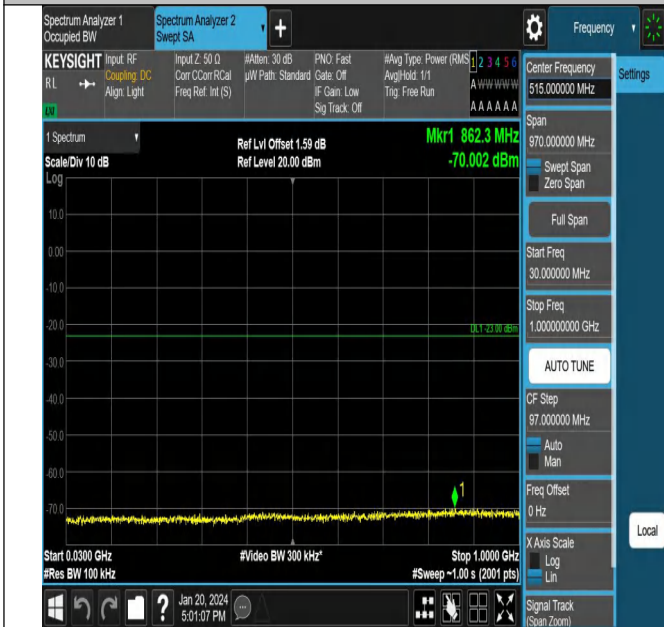 Spectrum Analyzer 1
Occupied BW
Spectrum Analyzer 2
Swept SA
+
Frequency
KEYSIGHT
RL
LXI
Input: RF
Coupling: DC
Align: Light
Input Z: 50 Ω
Corr CCorr RCal
Freq Ref: Int (S)
#Atten: 30 dB
µW Path: Standard
PNO: Fast
Gate: Off
IF Gain: Low
Sig Track: Off
#Avg Type: Power (RMS
Avg|Hold: 1/1
Trig: Free Run
1 2 3 4 5 6
A W W W W W
A A A A A A
Center Frequency
515.000000 MHz
Settings
1 Spectrum
Scale/Div 10 dB
Log
Ref Lvl Offset 1.59 dB
Ref Level 20.00 dBm
Mkr1 862.3 MHz
-70.002 dBm
10.0
0.00
-10.0
-20.0
-30.0
-40.0
-50.0
-60.0
-70.0
DL1 -23.00 dBm
1
Start 0.0300 GHz
#Res BW 100 kHz
#Video BW 300 kHz*
Stop 1.0000 GHz
#Sweep ~1.00 s (2001 pts)
Span
970.000000 MHz
Swept Span
Zero Span
Full Span
Start Freq
30.000000 MHz
Stop Freq
1.000000000 GHz
AUTO TUNE
CF Step
97.000000 MHz
Auto
Man
Freq Offset
0 Hz
X Axis Scale
Log
Lin
Signal Track
(Span Zoom)
Local
?
Jan 20, 2024
5:01:07 PM